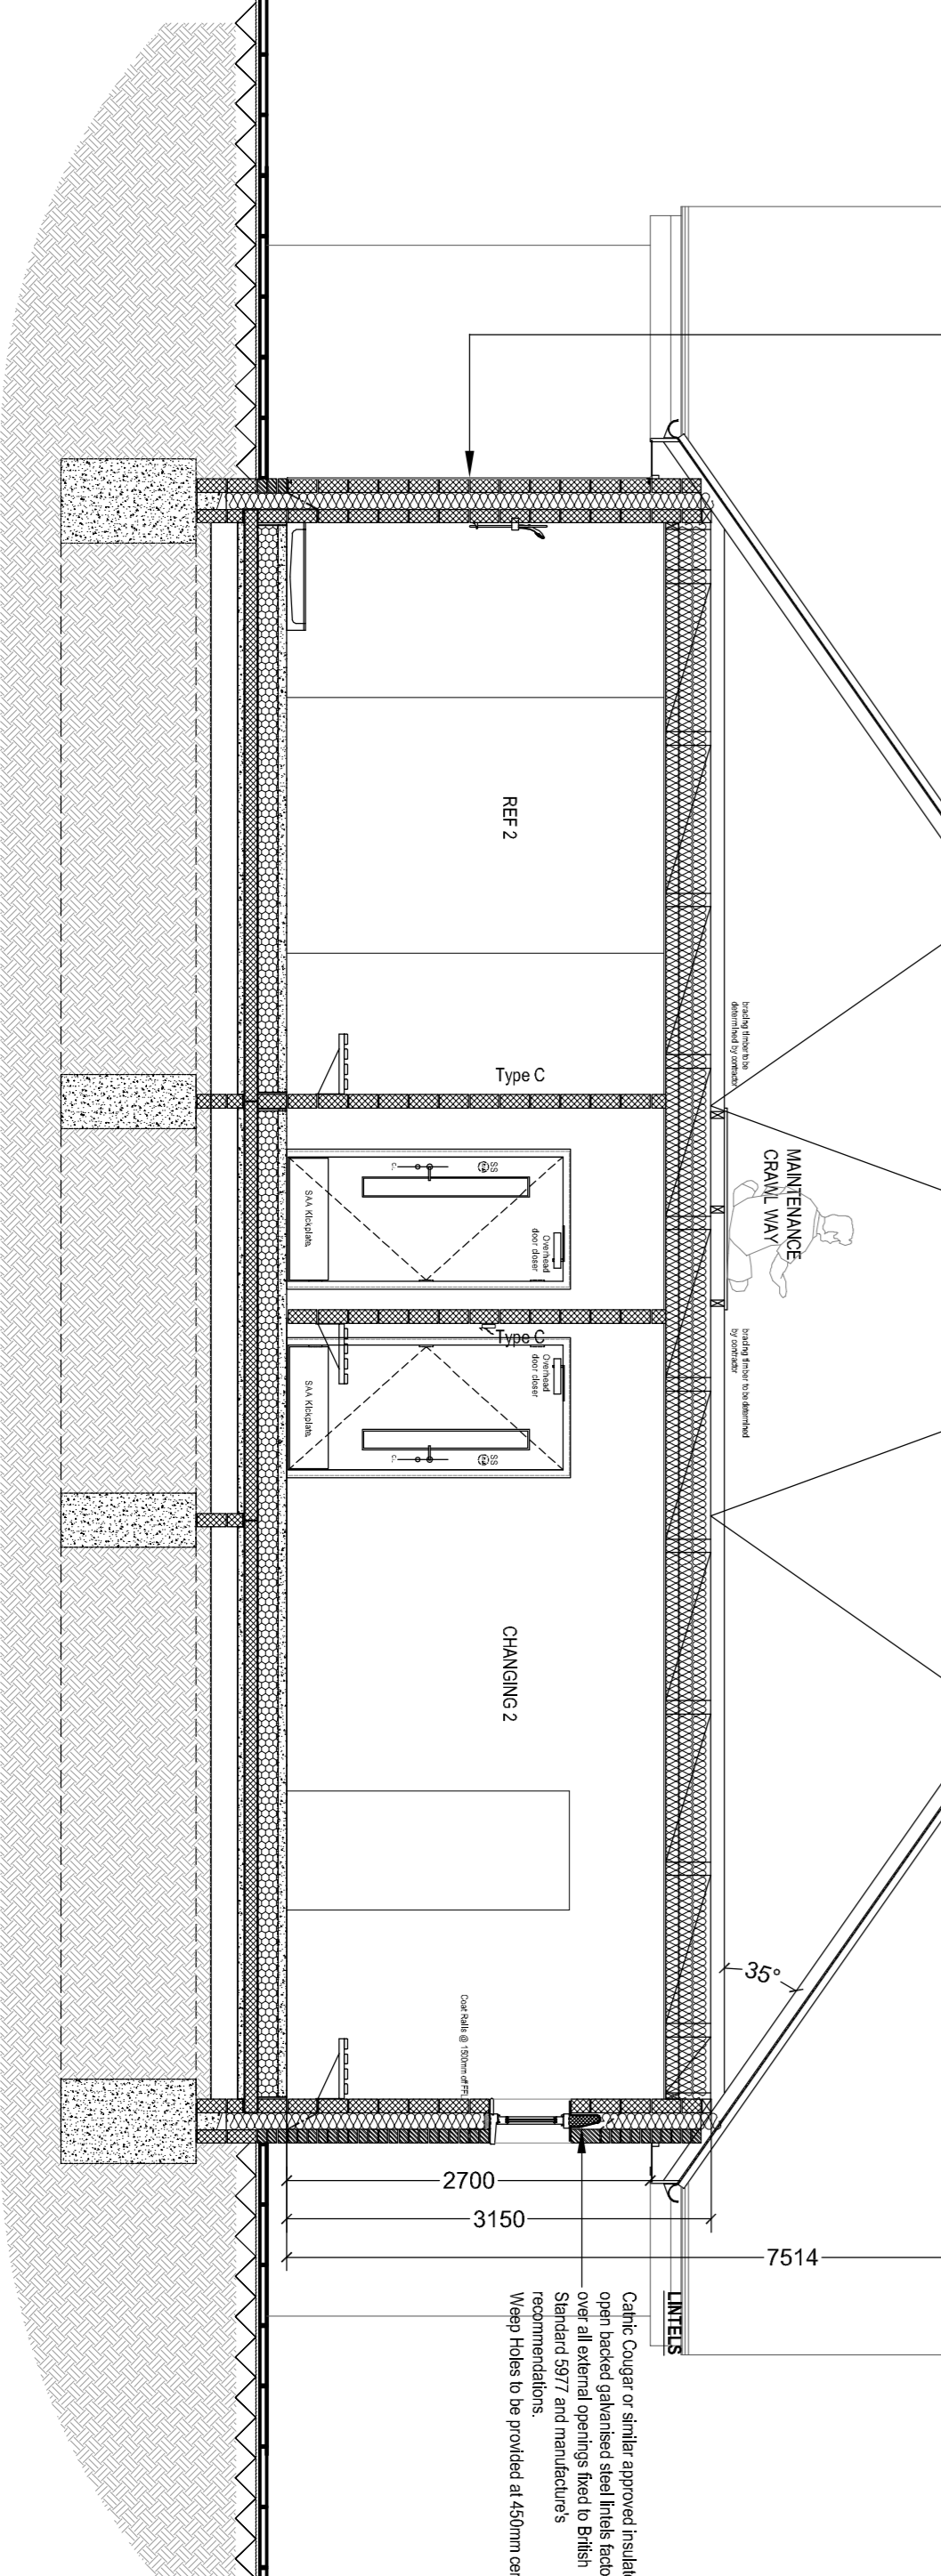 REF 2
Type C
bracing timber to be
determined by contractor
MAINTENANCE
CRAWL WAY
SAA Kickplate
SS
Overhead
door closer
Type C
bracing timber to be determined
by contractor
SAA Kickplate
SS
Overhead
door closer
CHANGING 2
35°
Coat Rails @ 1500mm off FFL
2700
3150
7514
LINTELS
Catnic Cougar or similar approved insulate
open backed galvanised steel lintels facto
over all external openings fixed to British
Standard 5977 and manufacture's
recommendations.
Weep Holes to be provided at 450mm cen